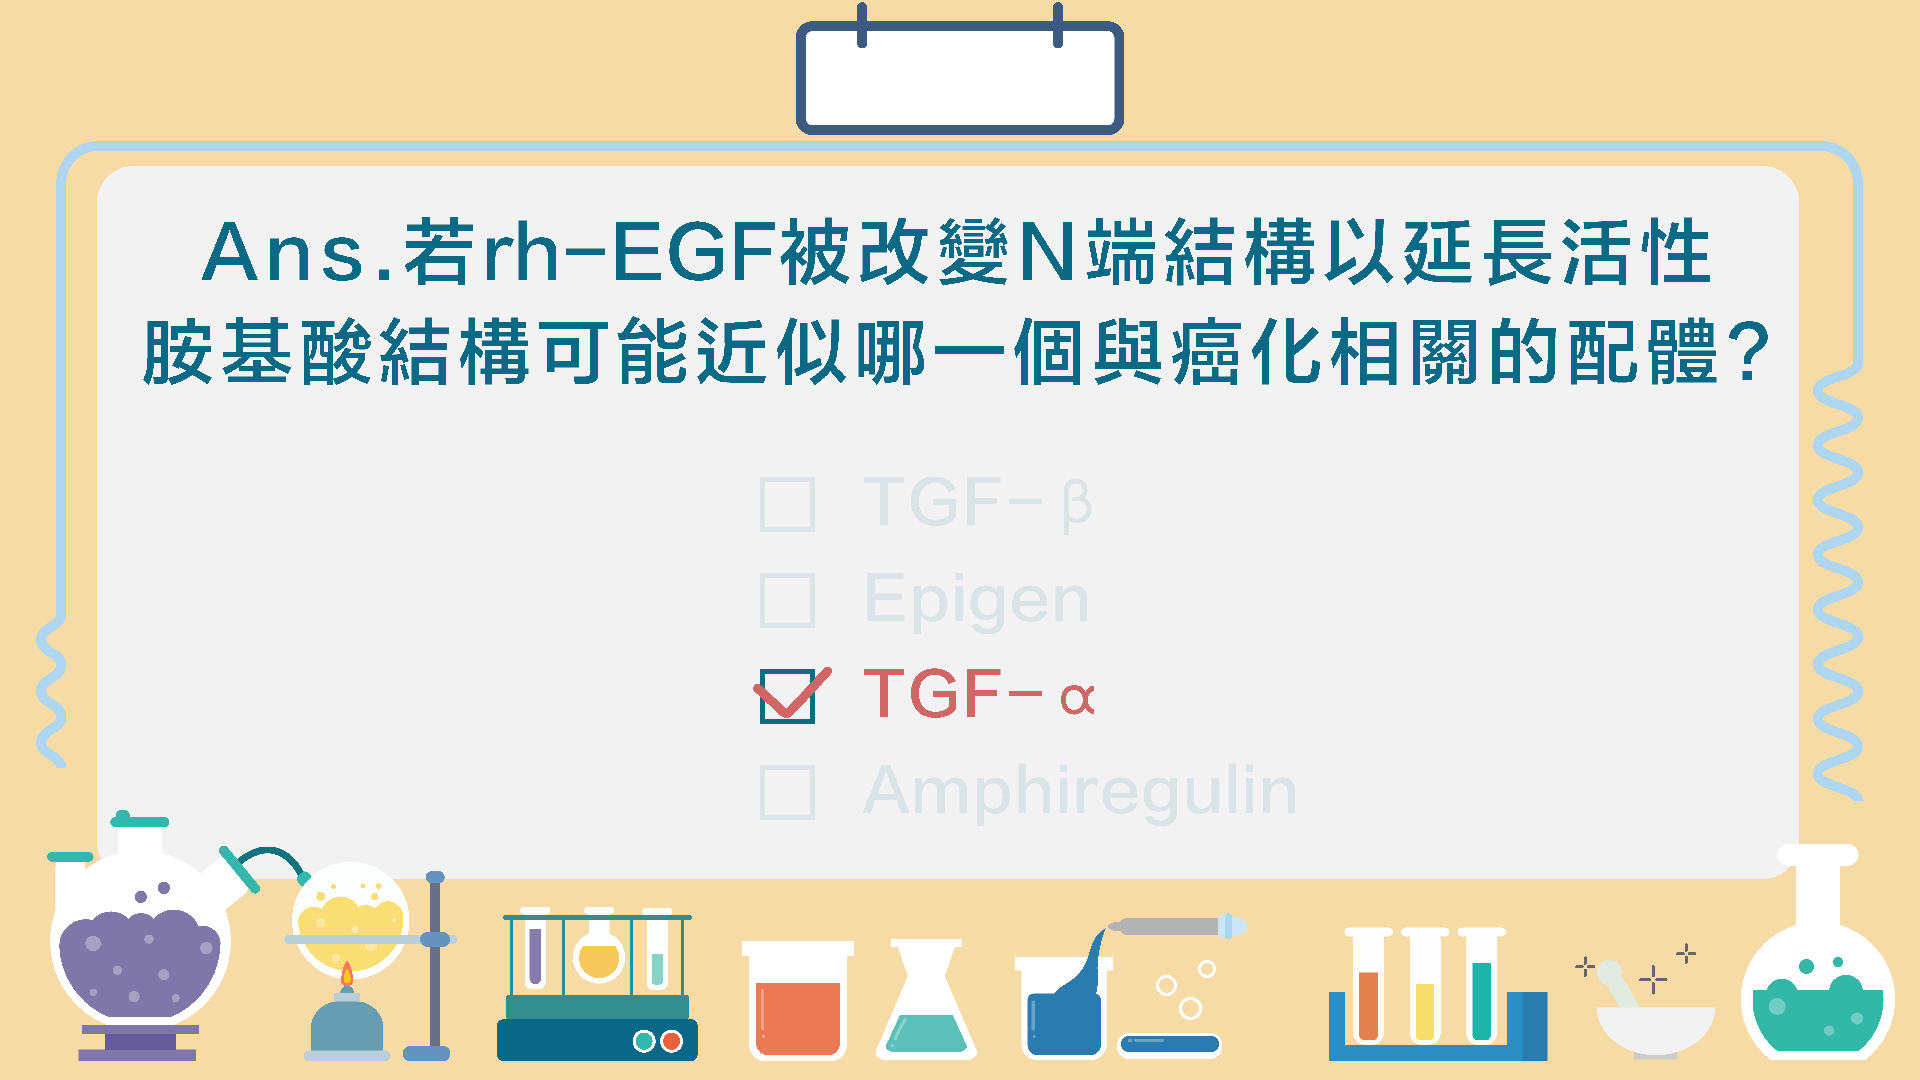 Ans.若rh-EGF被改變N端結構以延長活性
胺基酸結構可能近似哪一個與癌化相關的配體?
TGF-β
Epigen
TGF-α
Amphiregulin